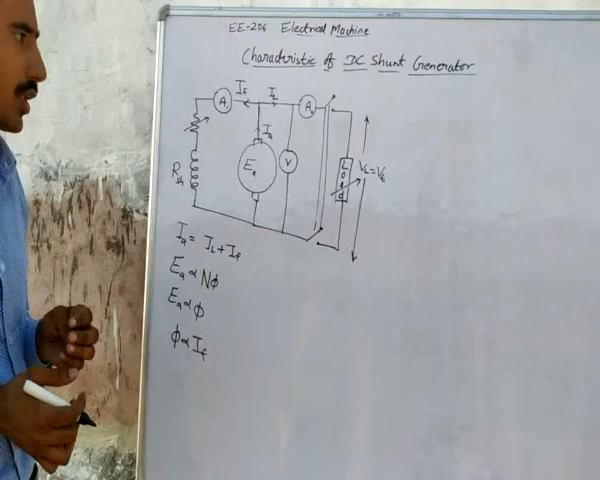 EE-206 Electrical Machine
Characteristic of DC Shunt Generator
If IL
A A
Ia
Rsh
Ea
V
Load
VL = Vt
Ia = IL + If
Ea ∝ Nϕ
Ea ∝ ϕ
ϕ ∝ If